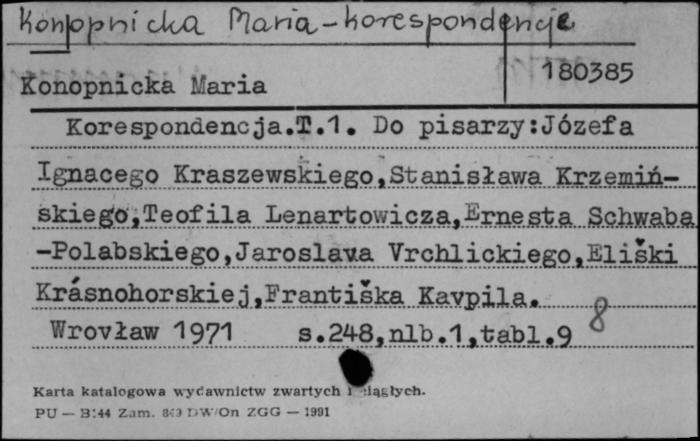 Konopnicka Maria - korespondencje
Konopnicka Maria 180385
Korespondencja.T.1. Do pisarzy:Józefa
Ignacego Kraszewskiego,Stanisława Krzemiń-
skiego,Teofila Lenartowicza,Ernesta Schwaba
-Polabskiego,Jaroslava Vrchlickiego,Eliški
Krásnohorskiej,Františka Kavpila.
Wrovław 1971 s.248,nlb.1,tabl.9 8
Karta katalogowa wydawnictw zwartych i ciągłych.
PU — B:44 Zam. DW/On ZGG — 1991